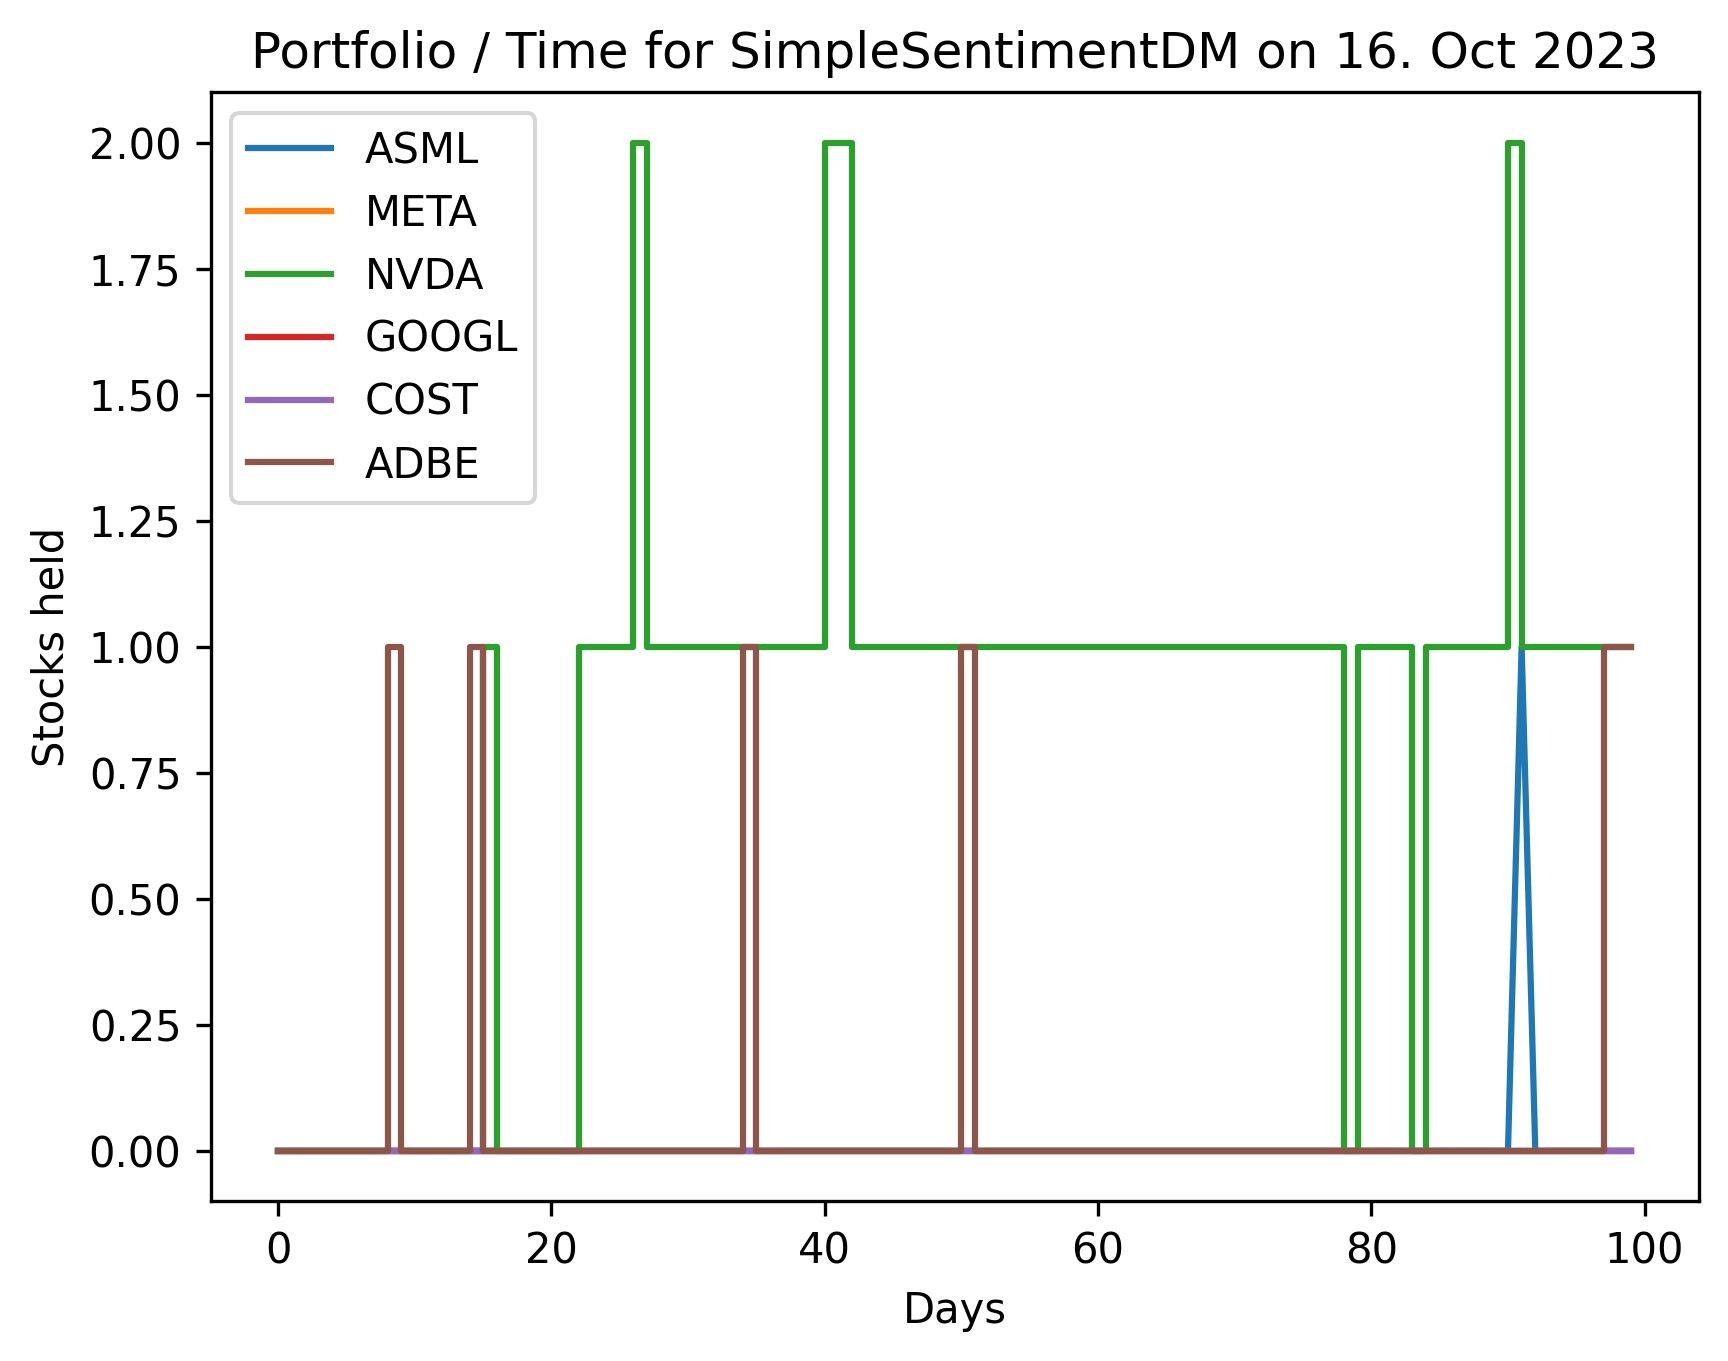 Portfolio / Time for SimpleSentimentDM on 16. Oct 2023
ASML
META
NVDA
GOOGL
COST
ADBE
Stocks held
2.00
1.75
1.50
1.25
1.00
0.75
0.50
0.25
0.00
0 20 40 60 80 100
Days